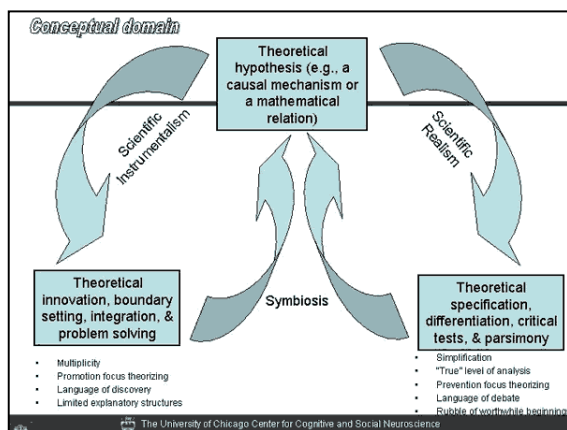 Conceptual domain
Theoretical
hypothesis (e.g., a
causal mechanism or
a mathematical
relation)
Scientific
Instrumentalism
Scientific
Realism
Theoretical
innovation, boundary
setting, integration, &
problem solving
Symbiosis
Theoretical
specification,
differentiation, critical
tests, & parsimony
• Multiplicity
• Promotion focus theorizing
• Language of discovery
• Limited explanatory structures
• Simplification
• "True" level of analysis
• Prevention focus theorizing
• Language of debate
• Rubble of worthwhile beginnings
The University of Chicago Center for Cognitive and Social Neuroscience